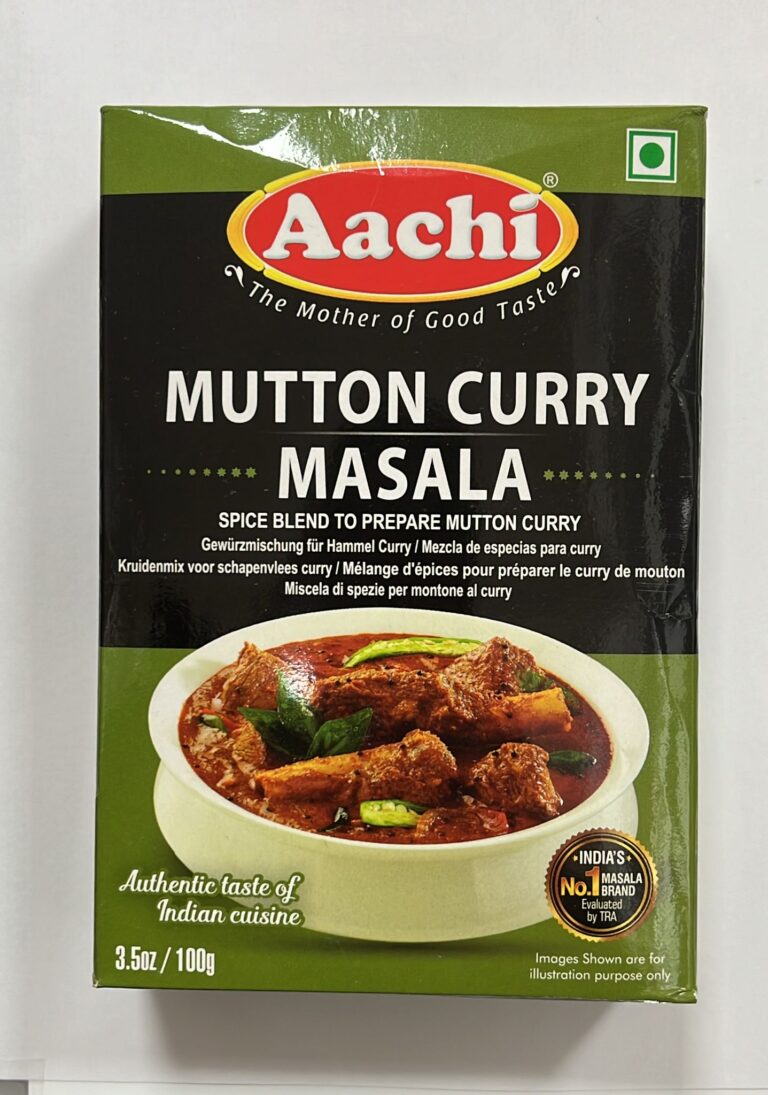 Aachi®
The Mother of Good Taste
MUTTON CURRY
MASALA
SPICE BLEND TO PREPARE MUTTON CURRY
Gewürzmischung für Hammel Curry / Mezcla de especias para curry
Kruidenmix voor schapenvlees curry / Mélange d'épices pour préparer le curry de mouton
Miscela di spezie per montone al curry
Authentic taste of
Indian cuisine
3.5oz / 100g
INDIA'S
No.1 MASALA
BRAND
Evaluated
by TRA
Images Shown are for
illustration purpose only